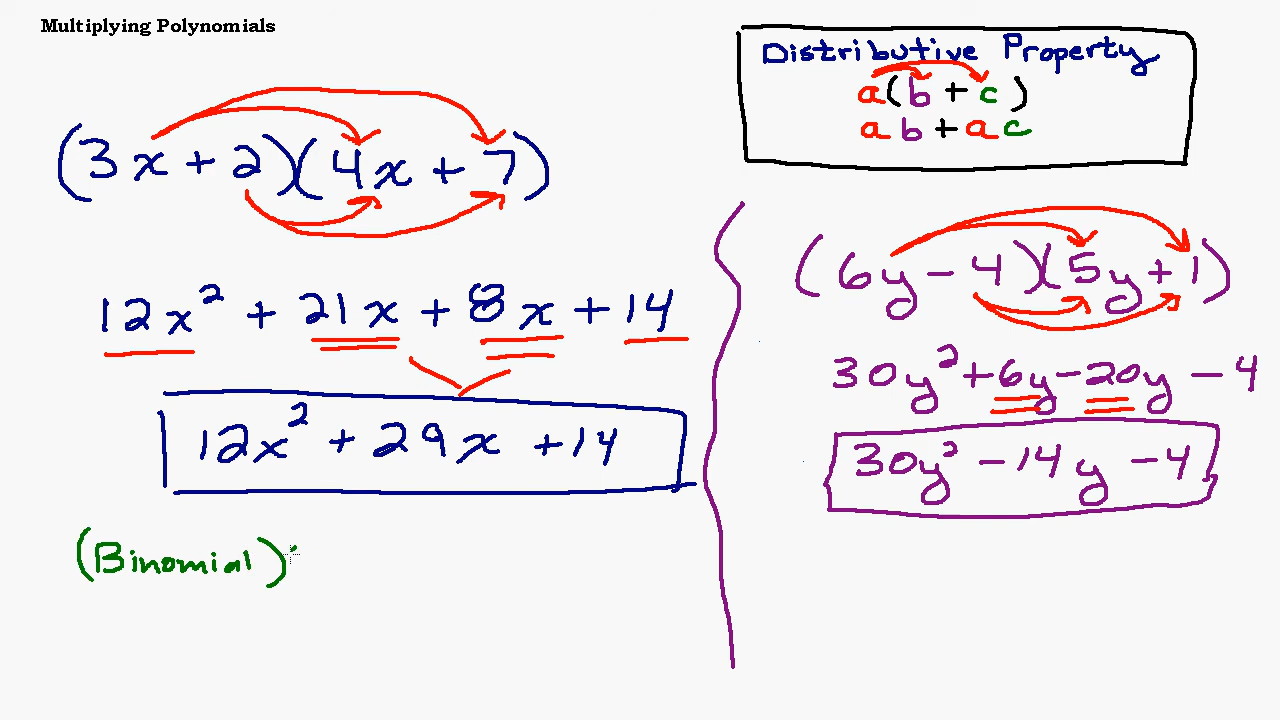 Multiplying Polynomials
Distributive Property
a(b + c)
ab + ac
(3x + 2)(4x + 7)
12x² + 21x + 8x + 14
12x² + 29x + 14
(Binomial)
(6y - 4)(5y + 1)
30y² + 6y - 20y - 4
30y² - 14y - 4